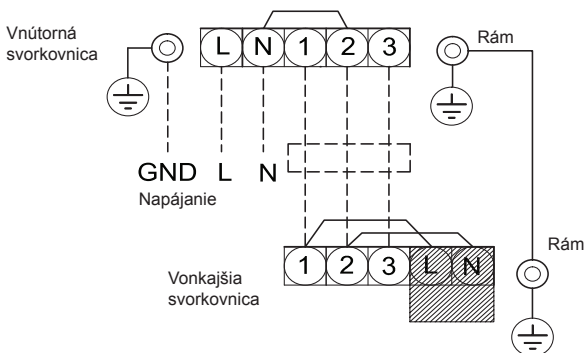 Vnútorná
svorkovnica
L N 1 2 3
Rám
GND L N
Napájanie
1 2 3 L N
Vonkajšia
svorkovnica
Rám